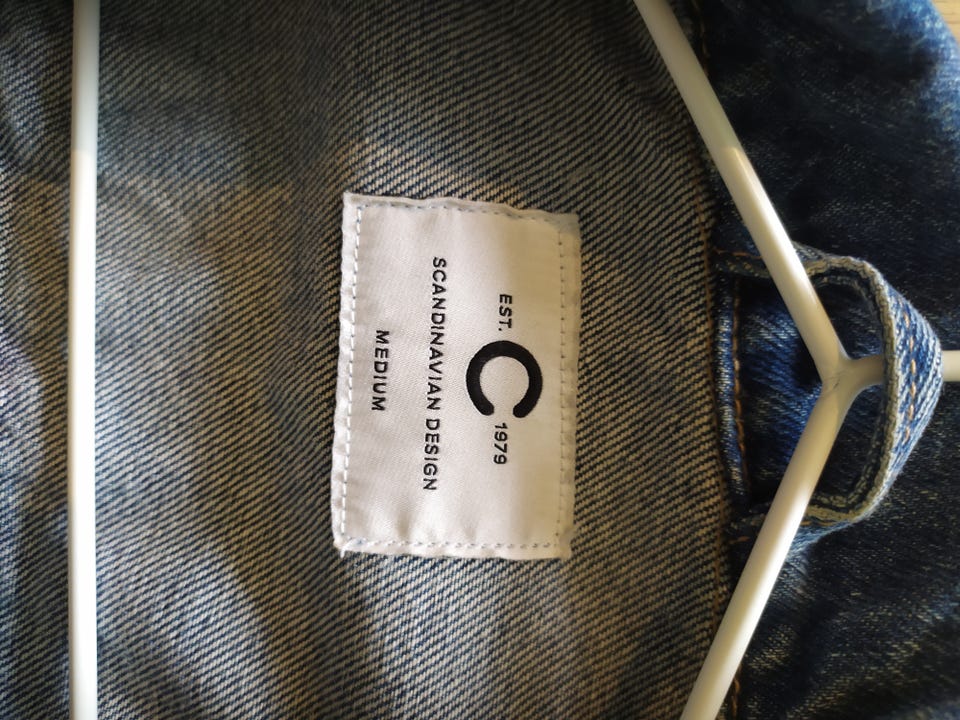 EST. C 1979
SCANDINAVIAN DESIGN
MEDIUM